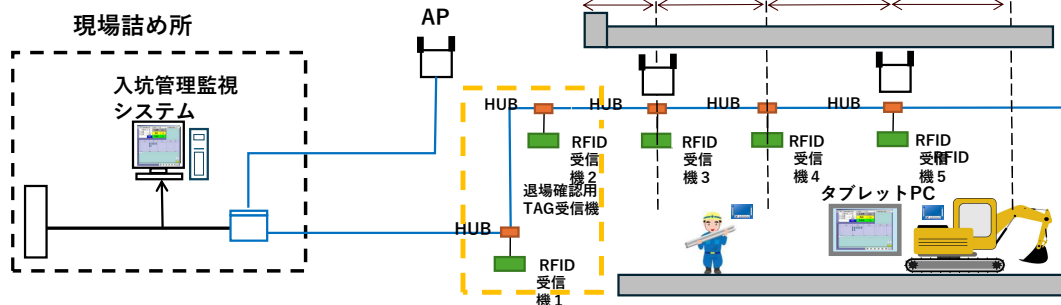 現場詰め所
AP
入坑管理監視
システム
HUB
HUB
HUB
HUB
RFID
受信
機2
RFID
受信
機3
RFID
受信
機4
RFID
受信
機5
RFID
退場確認用
TAG受信機
タブレットPC
HUB
RFID
受信
機1